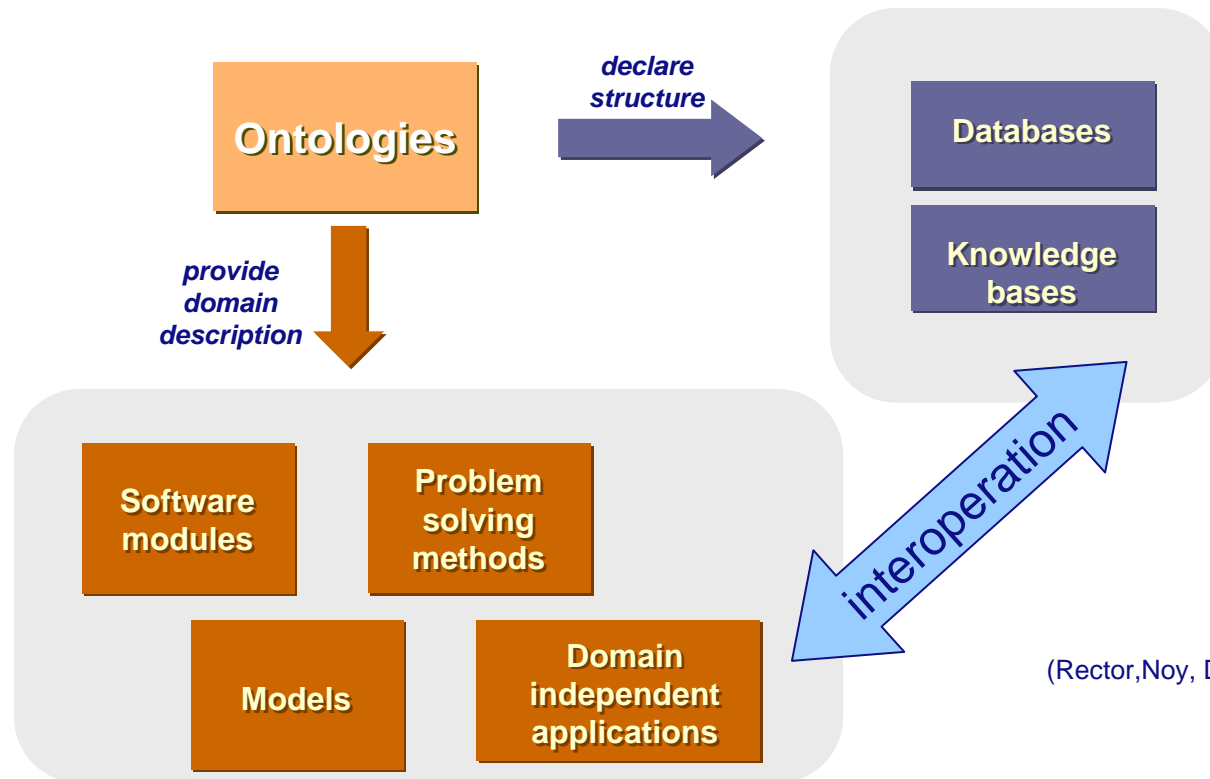 declare
structure
Ontologies
Databases
Knowledge
bases
provide
domain
description
Software
modules
Problem
solving
methods
interoperation
Models
Domain
independent
applications
(Rector,Noy,